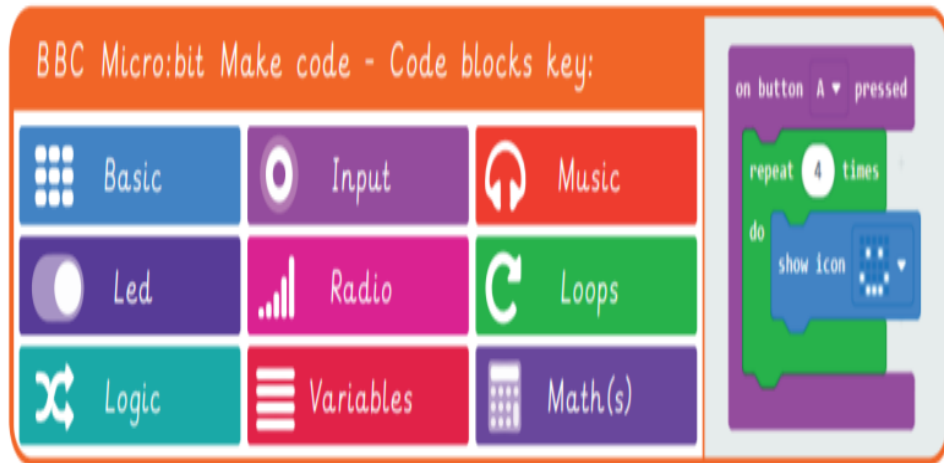 BBC Micro:bit Make code - Code blocks key:
Basic
Input
Music
Led
Radio
Loops
Logic
Variables
Math(s)
on button A pressed
repeat 4 times
do
show icon